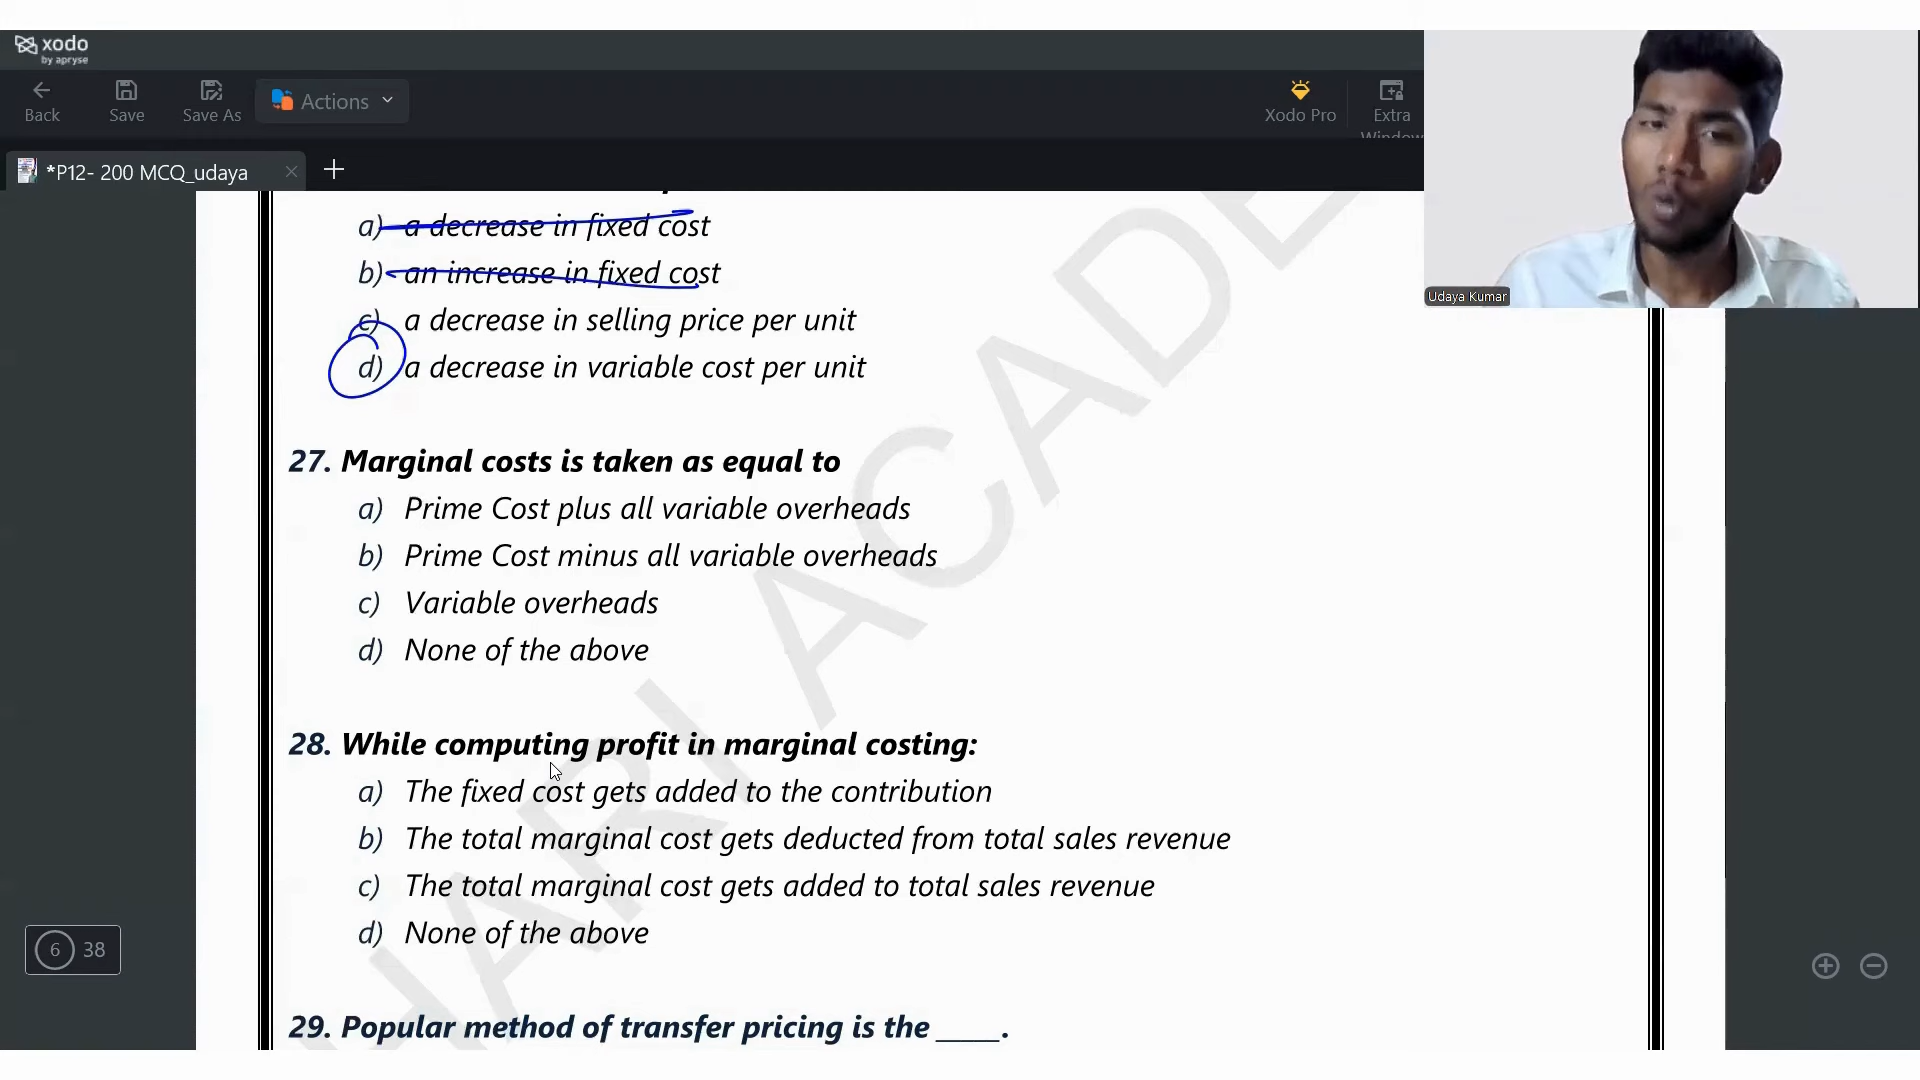 xodo
by apryse
Back
Save
Save As
Actions
Xodo Pro
Extra
Window
*P12- 200 MCQ_udaya
Udaya Kumar
a) a decrease in fixed cost
b) an increase in fixed cost
c) a decrease in selling price per unit
d) a decrease in variable cost per unit
27. Marginal costs is taken as equal to
a) Prime Cost plus all variable overheads
b) Prime Cost minus all variable overheads
c) Variable overheads
d) None of the above
28. While computing profit in marginal costing:
a) The fixed cost gets added to the contribution
b) The total marginal cost gets deducted from total sales revenue
c) The total marginal cost gets added to total sales revenue
d) None of the above
29. Popular method of transfer pricing is the ____.
6 38
HARI ACADE